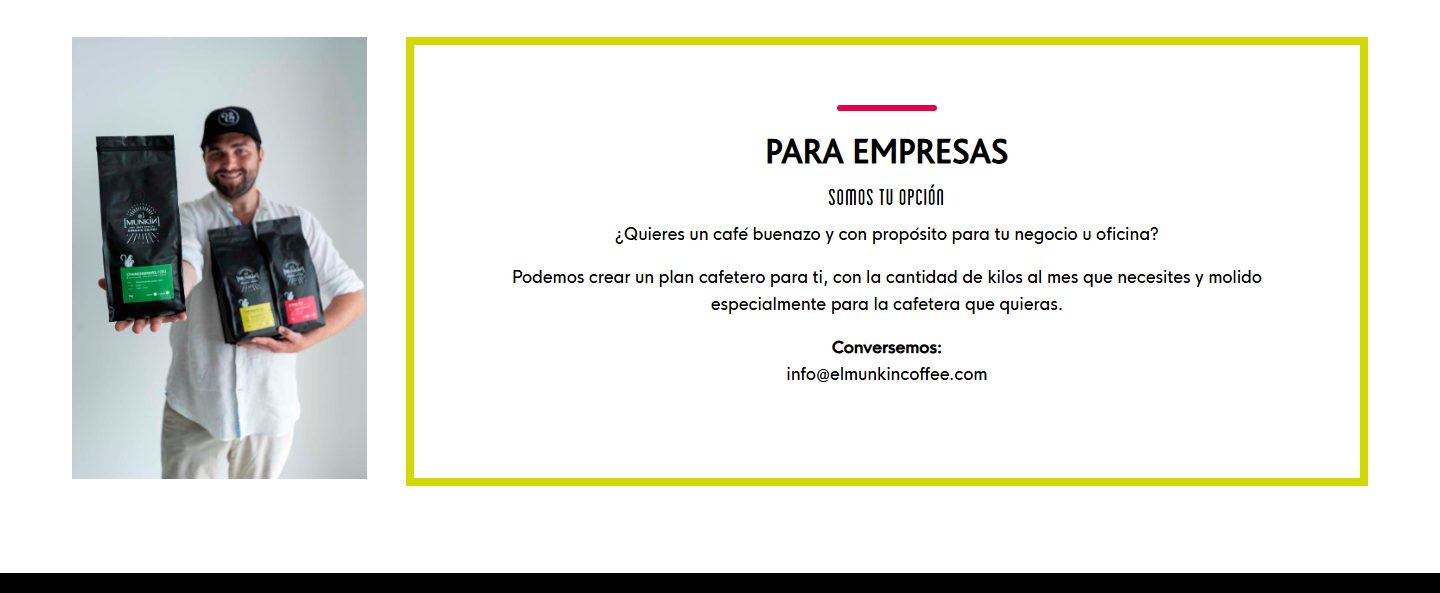 el
MUNKIN
PARA EMPRESAS
SOMOS TU OPCIÓN
¿Quieres un café buenazo y con propósito para tu negocio u oficina?
Podemos crear un plan cafetero para ti, con la cantidad de kilos al mes que necesites y molido
especialmente para la cafetera que quieras.
Conversemos:
info@elmunkincoffee.com